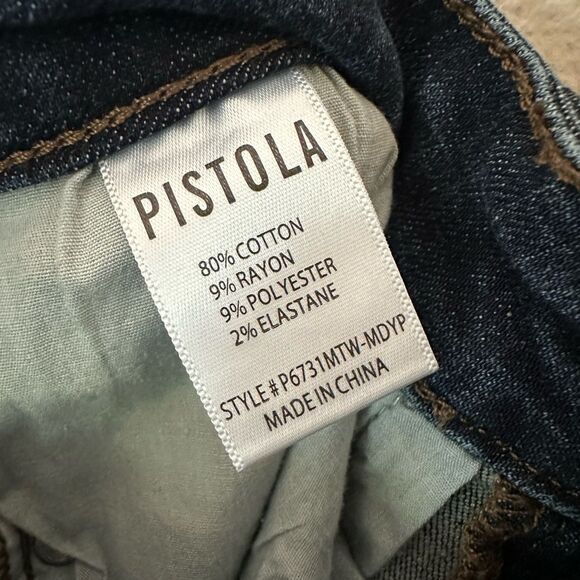 PISTOLA
80% COTTON
9% RAYON
9% POLYESTER
2% ELASTANE
STYLE# P6731MTW-MDYP
MADE IN CHINA